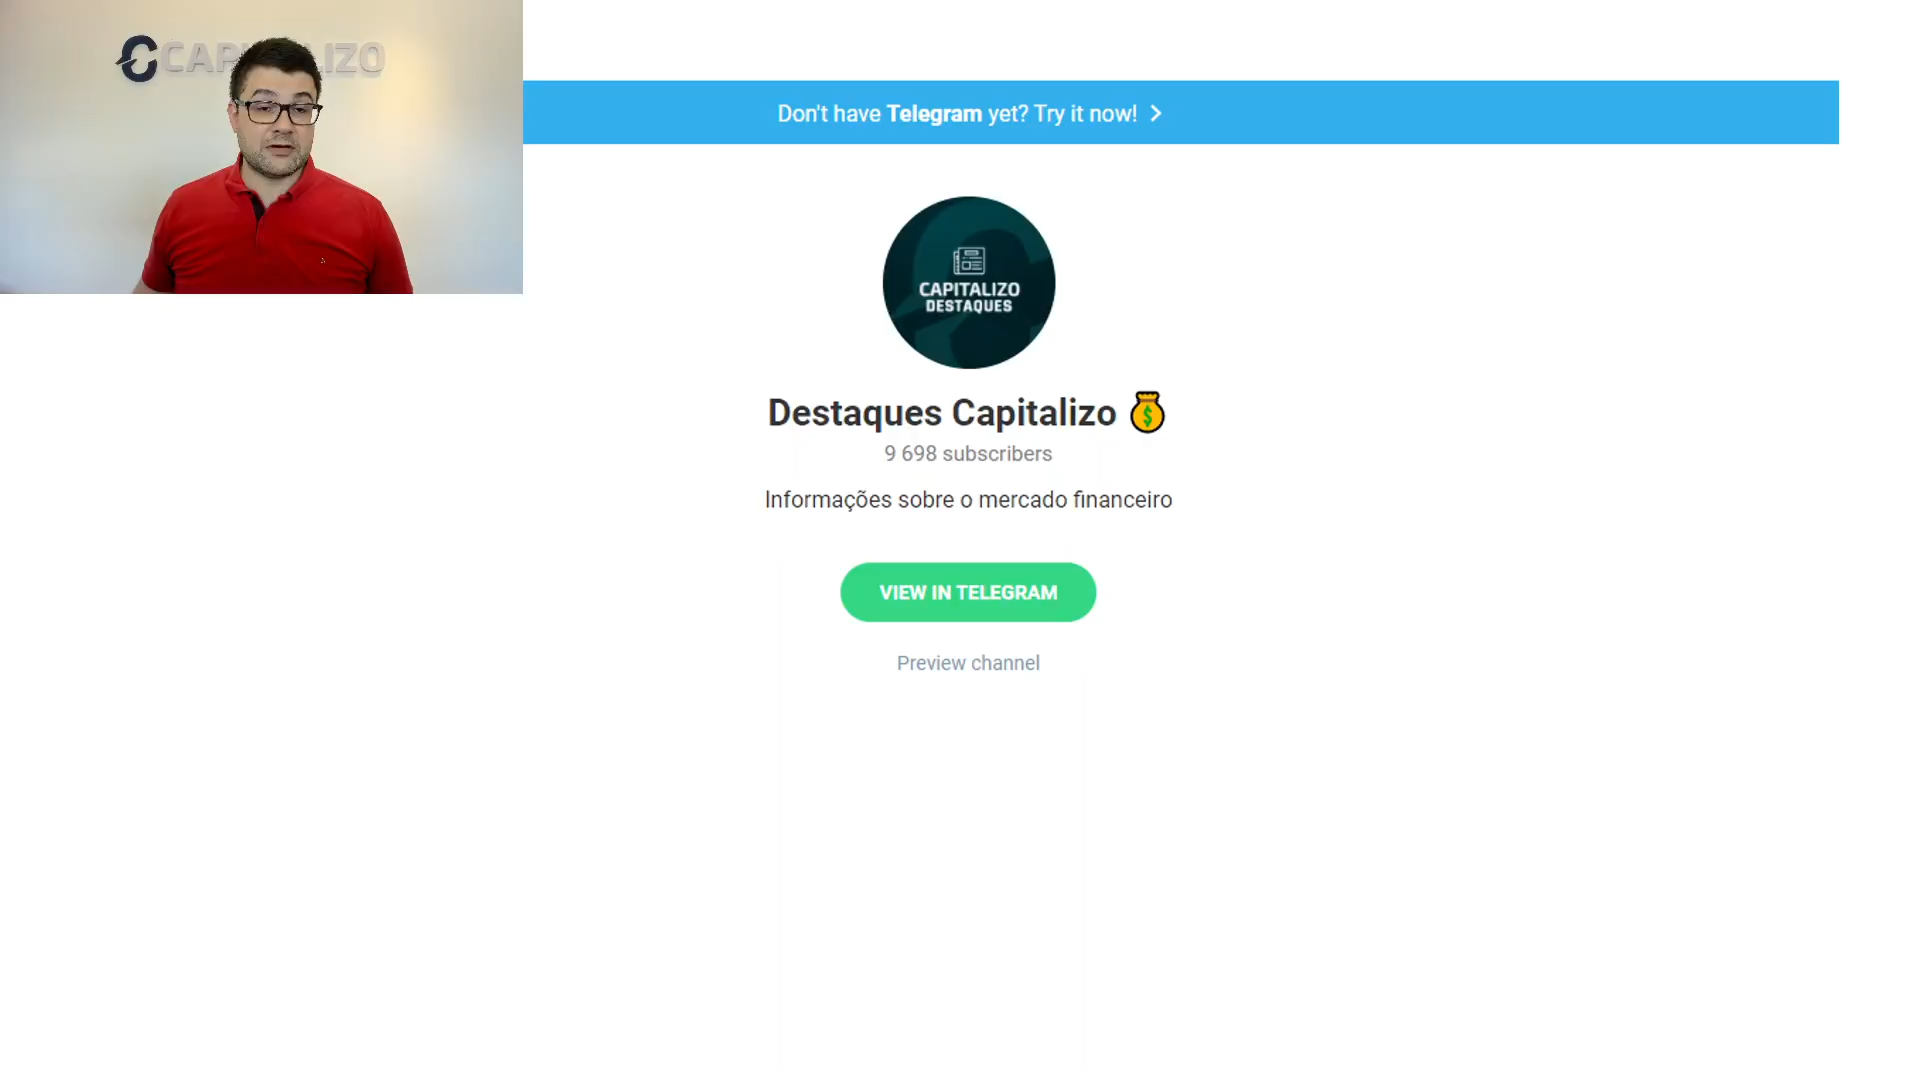 CAPITALIZO
Don't have Telegram yet? Try it now!
CAPITALIZO
DESTAQUES
Destaques Capitalizo
9 698 subscribers
Informações sobre o mercado financeiro
VIEW IN TELEGRAM
Preview channel